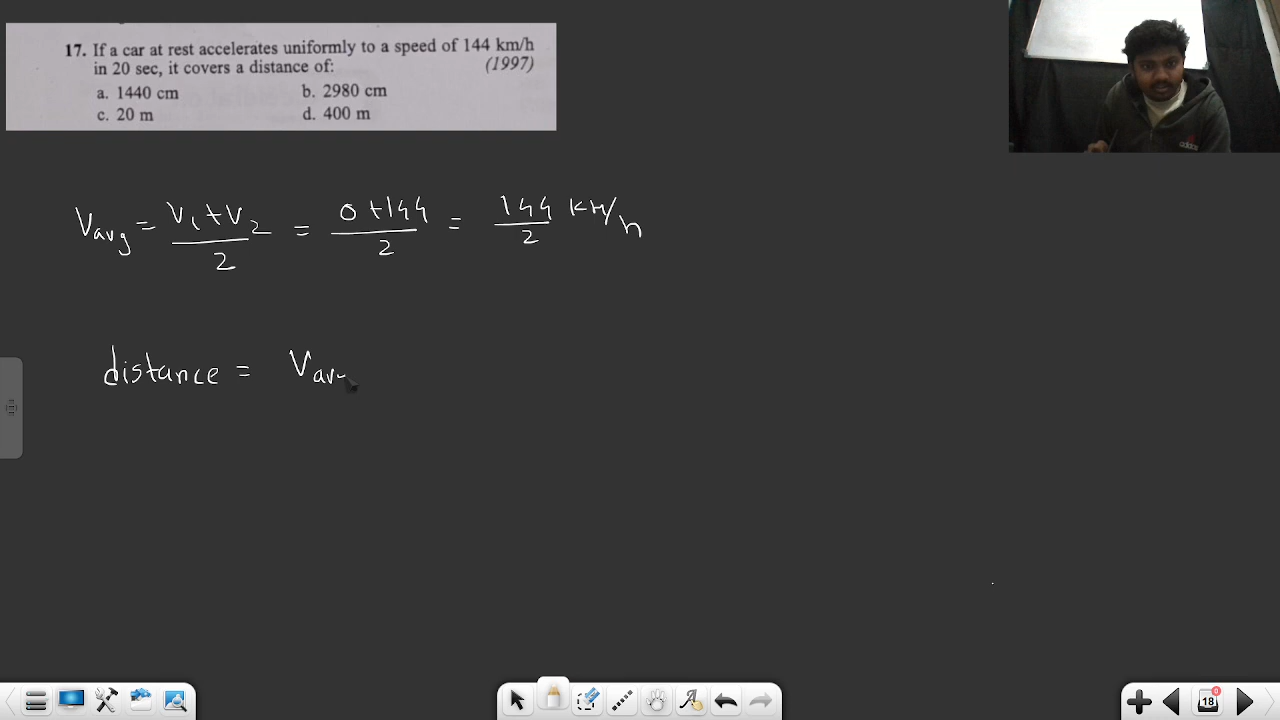 17. If a car at rest accelerates uniformly to a speed of 144 km/h
in 20 sec, it covers a distance of: (1997)
a. 1440 cm b. 2980 cm
c. 20 m d. 400 m
Vavg = V1+V2/2 = 0+144/2 = 144/2 KM/h
distance = Vav
adidas
18